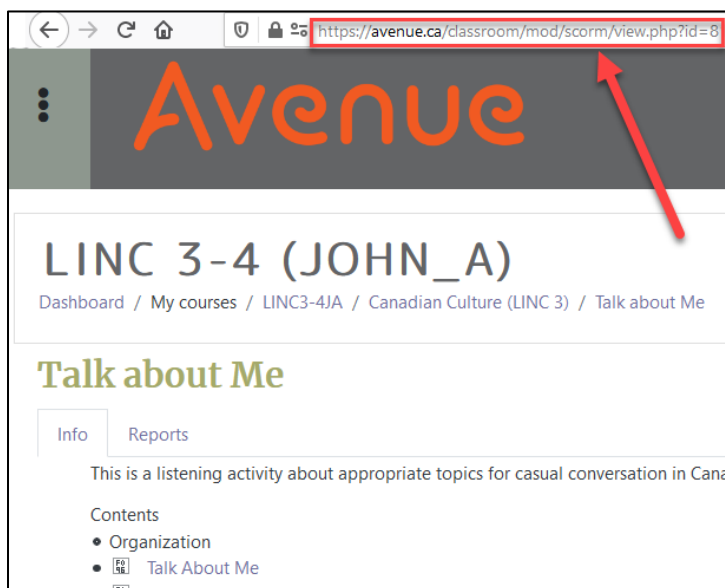 https://avenue.ca/classroom/mod/scorm/view.php?id=8
Avenue
LINC 3-4 (JOHN_A)
Dashboard / My courses / LINC3-4JA / Canadian Culture (LINC 3) / Talk about Me
Talk about Me
Info Reports
This is a listening activity about appropriate topics for casual conversation in Cana
Contents
Organization
Talk About Me